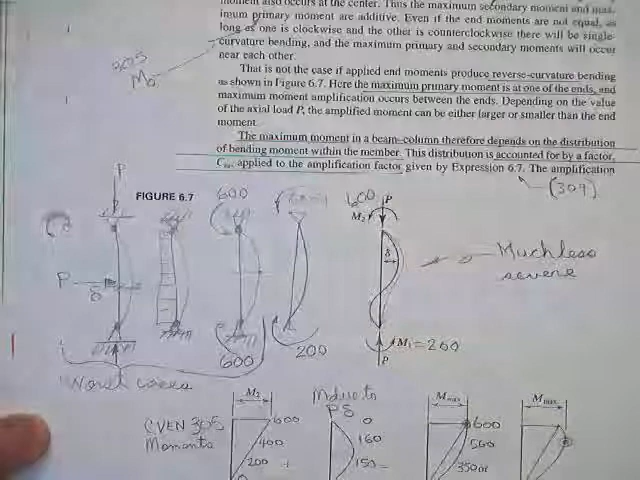 moment also occurs at the center. Thus the maximum secondary moment and max-
imum primary moment are additive. Even if the end moments are not equal, as
long as one is clockwise and the other is counterclockwise there will be single-
curvature bending, and the maximum primary and secondary moments will occur
near each other.
That is not the case if applied end moments produce reverse-curvature bending
as shown in Figure 6.7. Here the maximum primary moment is at one of the ends, and
maximum moment amplification occurs between the ends. Depending on the value
of the axial load P, the amplified moment can be either larger or smaller than the end
moment.
The maximum moment in a beam-column therefore depends on the distribution
of bending moment within the member. This distribution is accounted for by a factor,
Cm, applied to the amplification factor given by Expression 6.7. The amplification
305
Mo
(309)
FIGURE 6.7
P
600
600
P
M2
δ
Much less
severe
P
δ
600
200
M1 = 200
P
Worst cases
CVEN 305
Moments
M2
600
400
200
M due to
Pδ
0
160
150
Mmax
600
560
350
Mmax